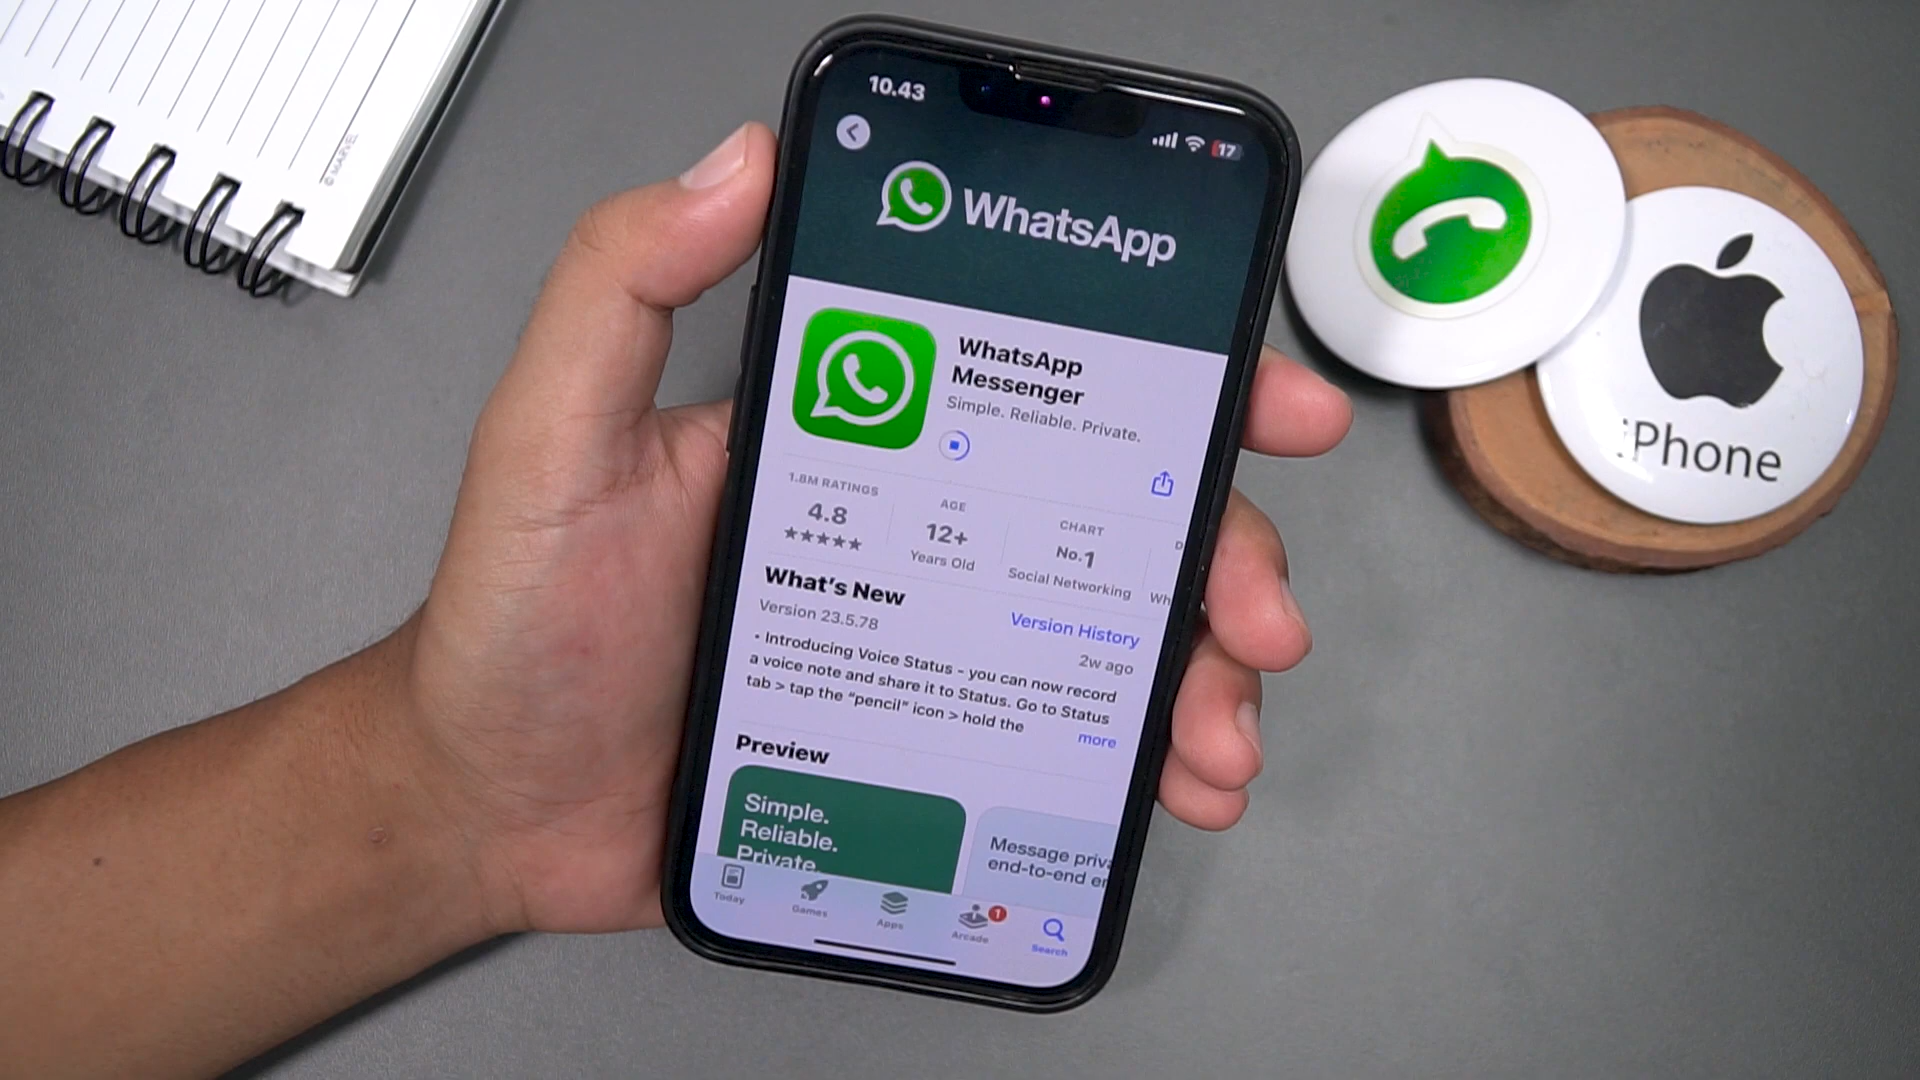 © MARVEL
10.43
17
WhatsApp
WhatsApp
Messenger
Simple. Reliable. Private.
1.8M RATINGS
4.8
★★★★★
AGE
12+
Years Old
CHART
No.1
Social Networking
D
Wh
What's New
Version History
Version 23.5.78
2w ago
• Introducing Voice Status - you can now record
a voice note and share it to Status. Go to Status
tab > tap the "pencil" icon > hold the
more
Preview
Simple.
Reliable.
Private.
Message priva
end-to-end en
Today
Games
Apps
Arcade
1
Search
iPhone